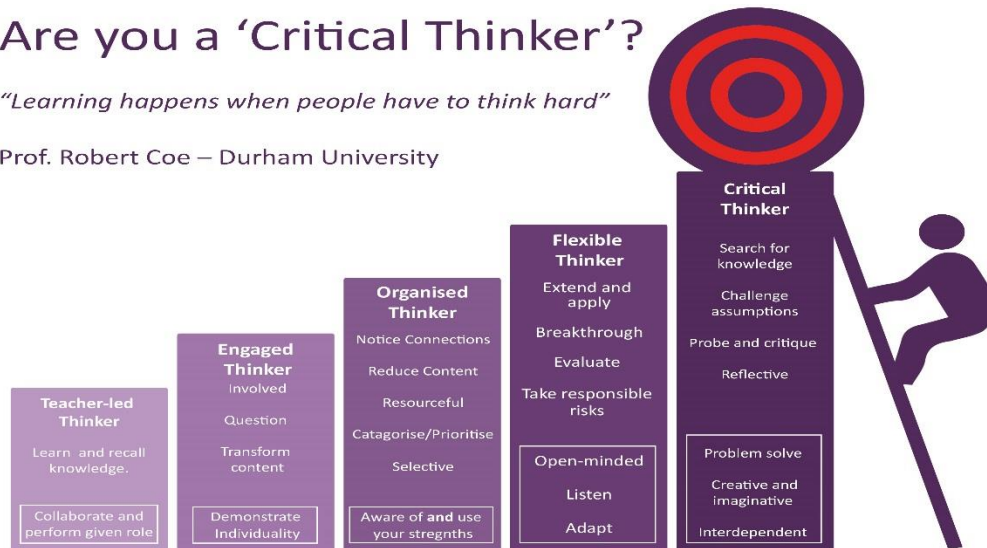 Are you a ‘Critical Thinker’?
“Learning happens when people have to think hard”
Prof. Robert Coe – Durham University
Teacher-led
Thinker
Learn and recall
knowledge.
Collaborate and
perform given role
Engaged
Thinker
Involved
Question
Transform
content
Demonstrate
Individuality
Organised
Thinker
Notice Connections
Reduce Content
Resourceful
Catagorise/Prioritise
Selective
Aware of and use
your stregnths
Flexible
Thinker
Extend and
apply
Breakthrough
Evaluate
Take responsible
risks
Open-minded
Listen
Adapt
Critical
Thinker
Search for
knowledge
Challenge
assumptions
Probe and critique
Reflective
Problem solve
Creative and
imaginative
Interdependent